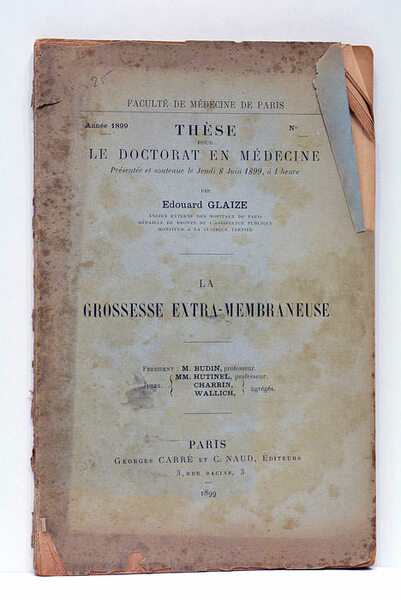 25
FACULTÉ DE MÉDECINE DE PARIS
Année 1899 THÈSE N°
POUR
LE DOCTORAT EN MÉDECINE
Présentée et soutenue le Jeudi 8 Juin 1899, à 1 heure
PAR
Edouard GLAIZE
ANCIEN EXTERNE DES HOPITAUX DE PARIS
MÉDAILLE DE BRONZE DE L'ASSISTANCE PUBLIQUE
MONITEUR A LA CLINIQUE TARNIER
LA
GROSSESSE EXTRA-MEMBRANEUSE
PRÉSIDENT : M. BUDIN, professeur.
MM. HUTINEL, professeur.
JUGES. CHARRIN,
WALLICH, agrégés.
PARIS
GEORGES CARRÉ ET C. NAUD, ÉDITEURS
3, RUE RACINE, 3
1899